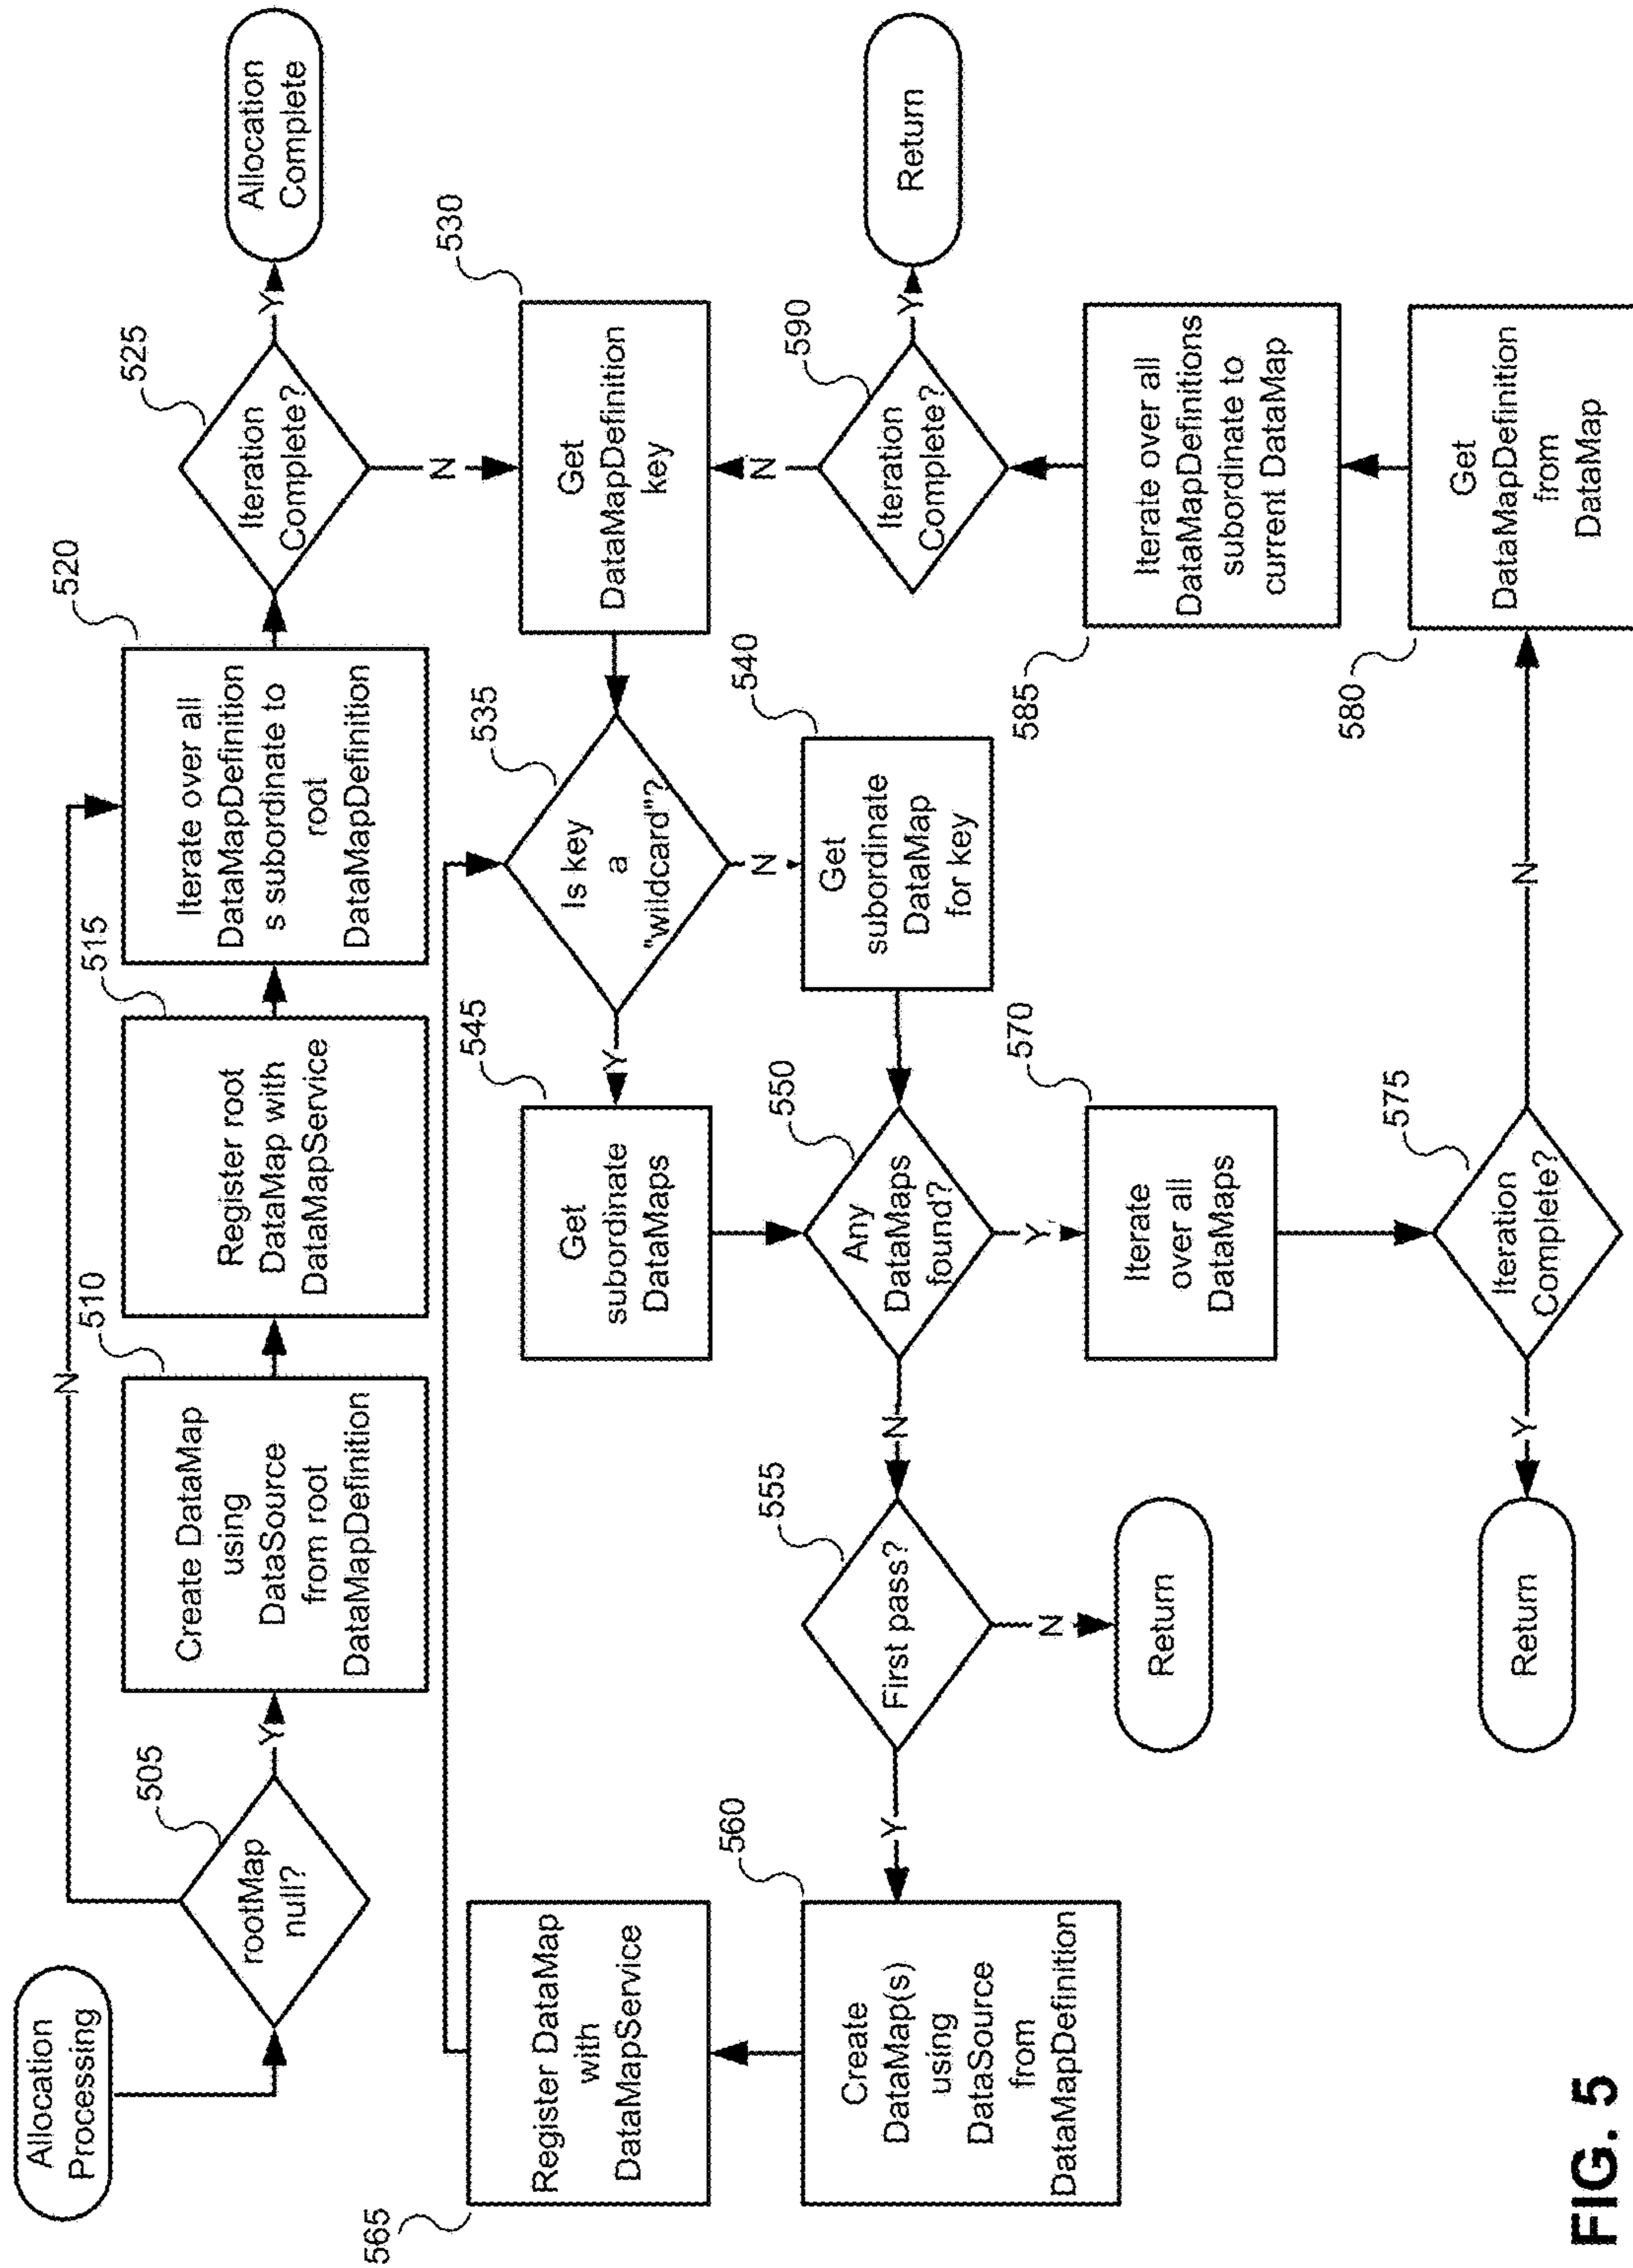 Allocation
Processing
rootMap
null?
505
Y
N
Create DataMap
using
DataSource
from root
DataMapDefinition
510
Register root
DataMap with
DataMapService
515
Iterate over all
DataMapDefinition
s subordinate to
root
DataMapDefinition
520
Iteration
Complete?
525
Y
Allocation
Complete
N
Get
DataMapDefinition
key
530
Is key
a
"wildcard"?
535
Y
N
Get
subordinate
DataMaps
545
Get
subordinate
DataMap
for key
540
Any
DataMaps
found?
550
N
Y
First pass?
555
Y
N
Return
Create
DataMap(s)
using
DataSource
from
DataMapDefinition
560
Register DataMap
with
DataMapService
565
Iterate
over all
DataMaps
570
Iteration
Complete?
575
Y
Return
N
Get
DataMapDefinition
from
DataMap
580
Iterate over all
DataMapDefinitions
subordinate to
current DataMap
585
Iteration
Complete?
590
N
Y
Return
FIG. 5